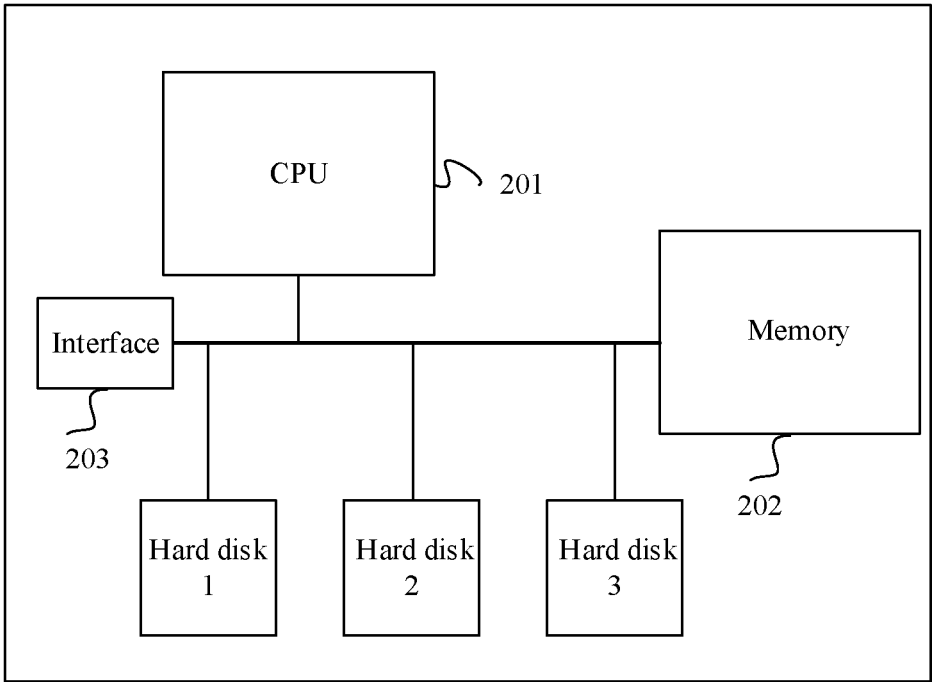 CPU
201
Interface
Memory
203
202
Hard disk
1
Hard disk
2
Hard disk
3